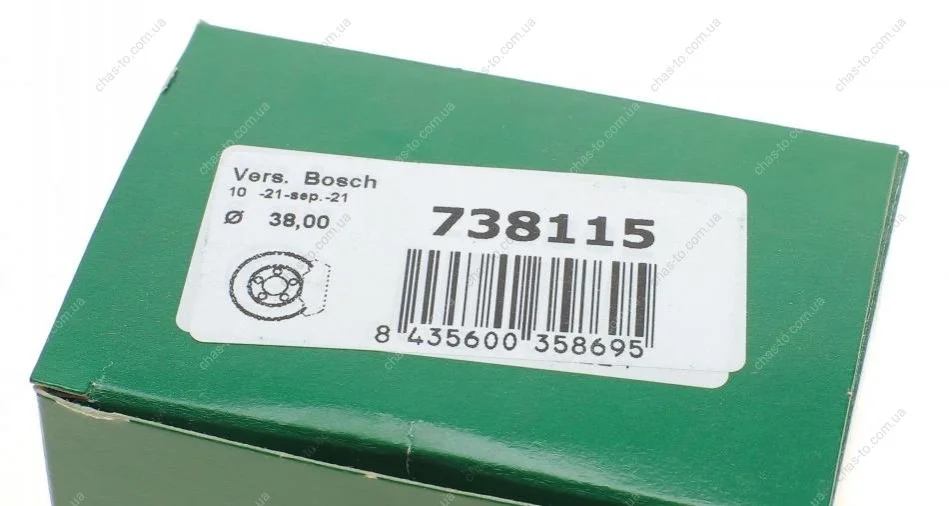 Vers. Bosch
10 -21-sep.-21
Ø 38,00
738115
8 435600 358695
chas-to.com.ua